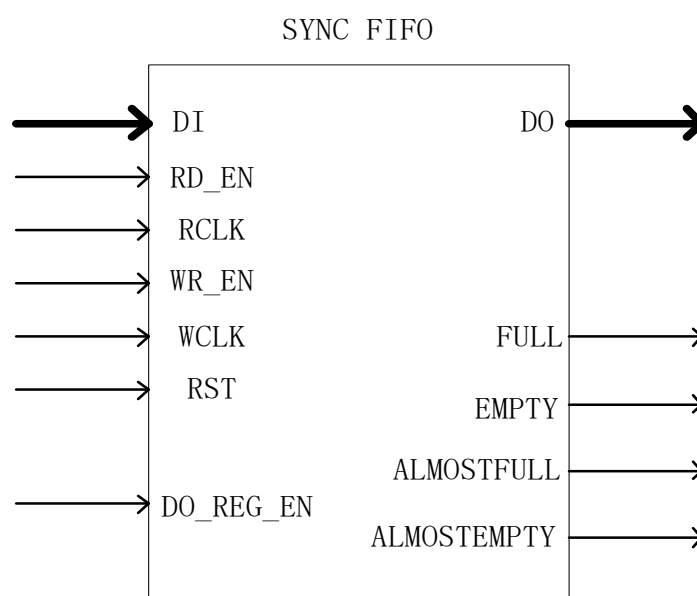 SYNC FIFO
DI
DO
RD_EN
RCLK
WR_EN
WCLK
FULL
RST
EMPTY
ALMOSTFULL
DO_REG_EN
ALMOSTEMPTY